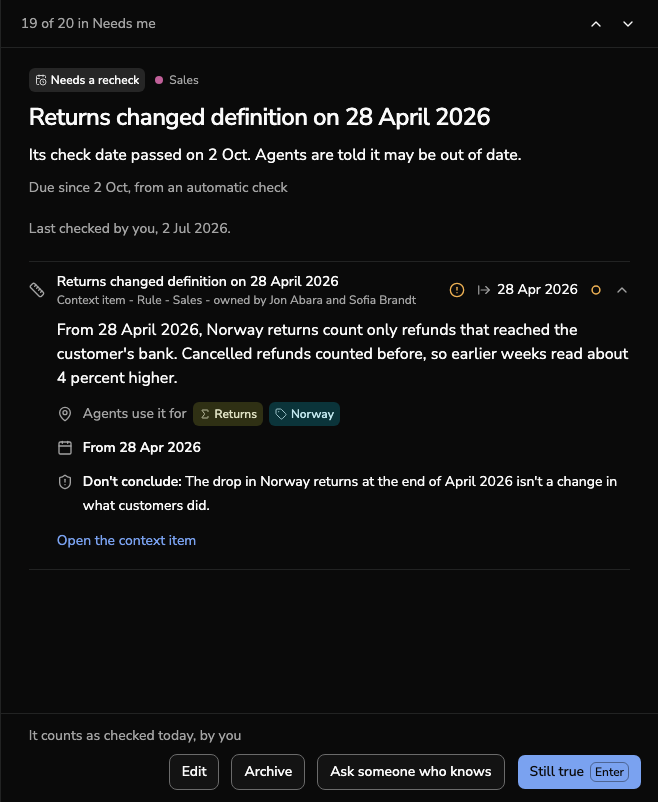 19 of 20 in Needs me
Needs a recheck
Sales
Returns changed definition on 28 April 2026
Its check date passed on 2 Oct. Agents are told it may be out of date.
Due since 2 Oct, from an automatic check
Last checked by you, 2 Jul 2026.
Returns changed definition on 28 April 2026
Context item - Rule - Sales - owned by Jon Abara and Sofia Brandt
28 Apr 2026
From 28 April 2026, Norway returns count only refunds that reached the
customer's bank. Cancelled refunds counted before, so earlier weeks read about
4 percent higher.
Agents use it for Σ Returns Norway
From 28 Apr 2026
Don't conclude: The drop in Norway returns at the end of April 2026 isn't a change in
what customers did.
Open the context item
It counts as checked today, by you
Edit
Archive
Ask someone who knows
Still true Enter